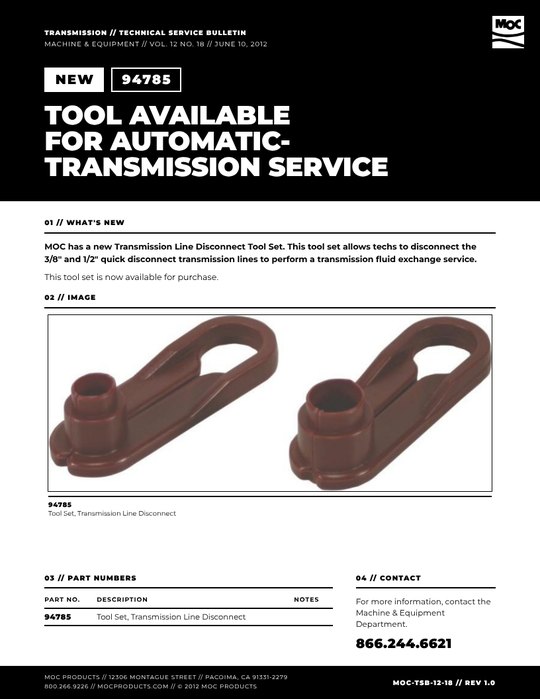 TRANSMISSION // TECHNICAL SERVICE BULLETIN
MACHINE & EQUIPMENT // VOL. 12 NO. 18 // JUNE 10, 2012
MOC
NEW 94785
TOOL AVAILABLE
FOR AUTOMATIC-
TRANSMISSION SERVICE
01 // WHAT'S NEW
MOC has a new Transmission Line Disconnect Tool Set. This tool set allows techs to disconnect the
3/8" and 1/2" quick disconnect transmission lines to perform a transmission fluid exchange service.
This tool set is now available for purchase.
02 // IMAGE
94785
Tool Set, Transmission Line Disconnect
03 // PART NUMBERS
PART NO. DESCRIPTION NOTES
94785 Tool Set, Transmission Line Disconnect
04 // CONTACT
For more information, contact the
Machine & Equipment
Department.
866.244.6621
MOC PRODUCTS // 12306 MONTAGUE STREET // PACOIMA, CA 91331-2279
800.266.9226 // MOCPRODUCTS.COM // © 2012 MOC PRODUCTS
MOC-TSB-12-18 // REV 1.0